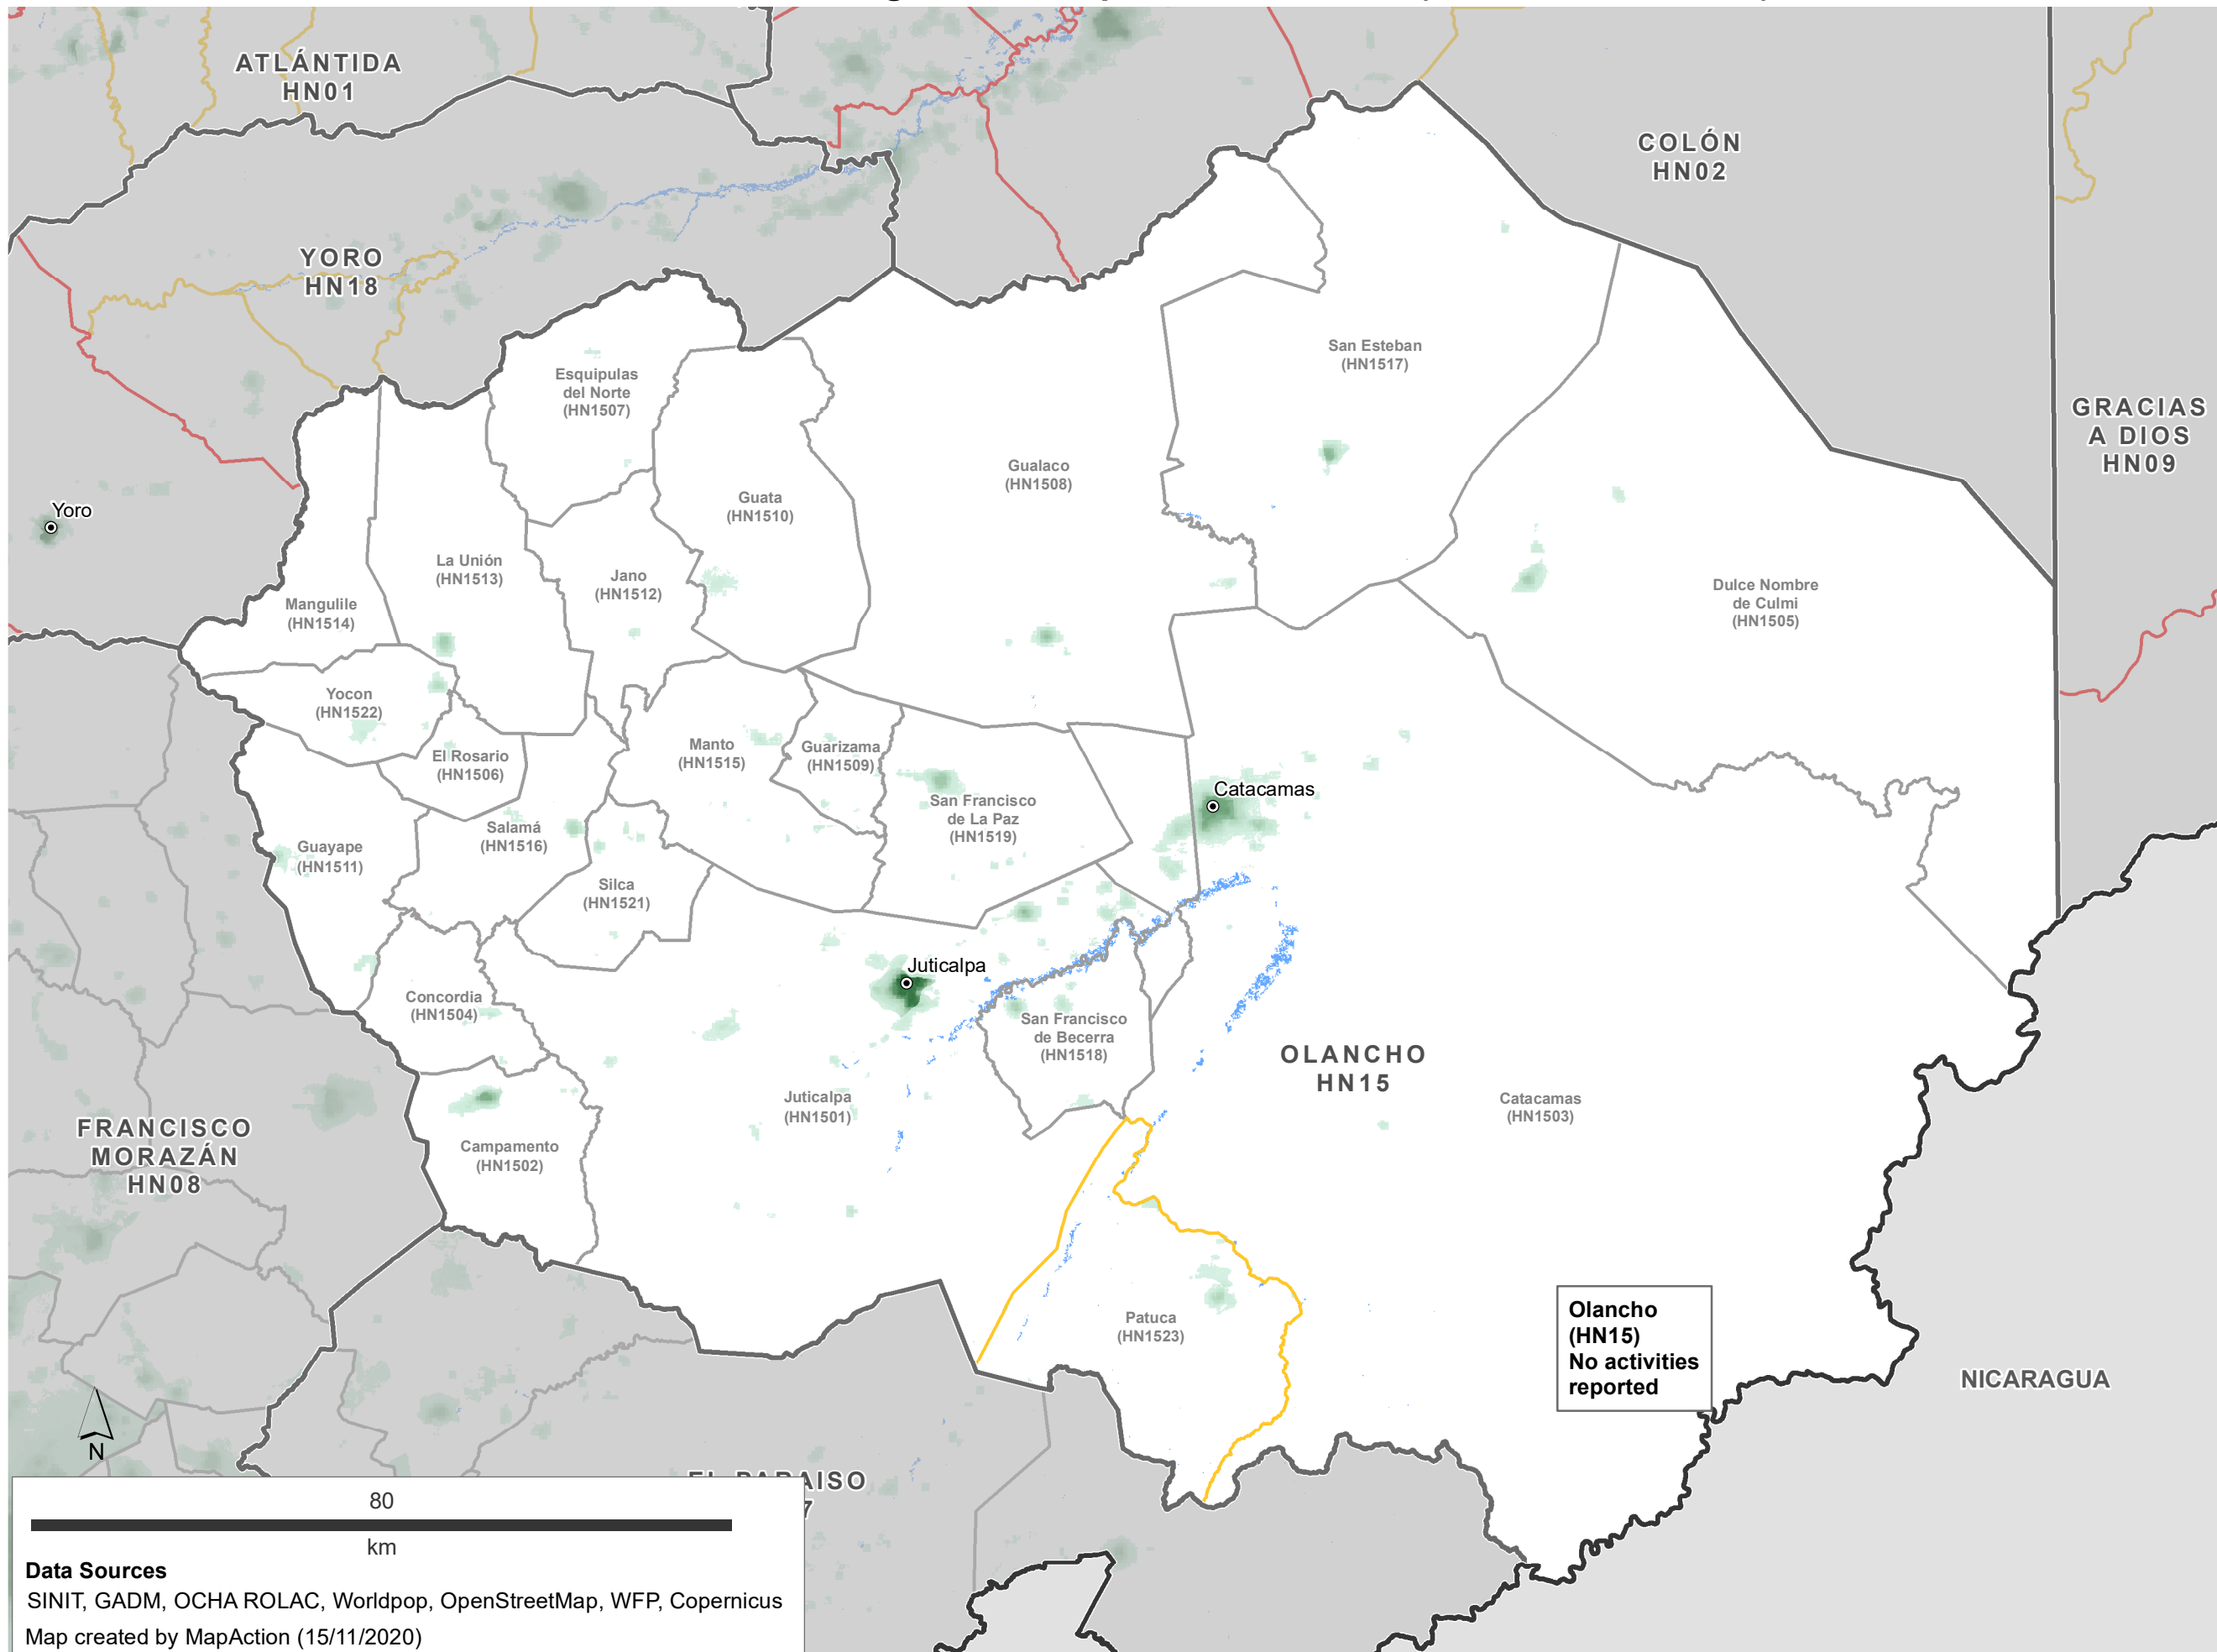 ATLÁNTIDA
HN01
COLÓN
HN02
YORO
HN18
GRACIAS
A DIOS
HN09
San Esteban
(HN1517)
Esquipulas
del Norte
(HN1507)
Gualaco
(HN1508)
Guata
(HN1510)
Yoro
La Unión
(HN1513)
Jano
(HN1512)
Dulce Nombre
de Culmi
(HN1505)
Mangulile
(HN1514)
Yocon
(HN1522)
El Rosario
(HN1506)
Manto
(HN1515)
Guarizama
(HN1509)
Catacamas
San Francisco
de La Paz
(HN1519)
Salamá
(HN1516)
Guayape
(HN1511)
Silca
(HN1521)
Juticalpa
Concordia
(HN1504)
San Francisco
de Becerra
(HN1518)
OLANCHO
HN15
Juticalpa
(HN1501)
Catacamas
(HN1503)
FRANCISCO
MORAZÁN
HN08
Campamento
(HN1502)
Patuca
(HN1523)
Olancho
(HN15)
No activities
reported
NICARAGUA
N
80
km
Data Sources
SINIT, GADM, OCHA ROLAC, Worldpop, OpenStreetMap, WFP, Copernicus
Map created by MapAction (15/11/2020)